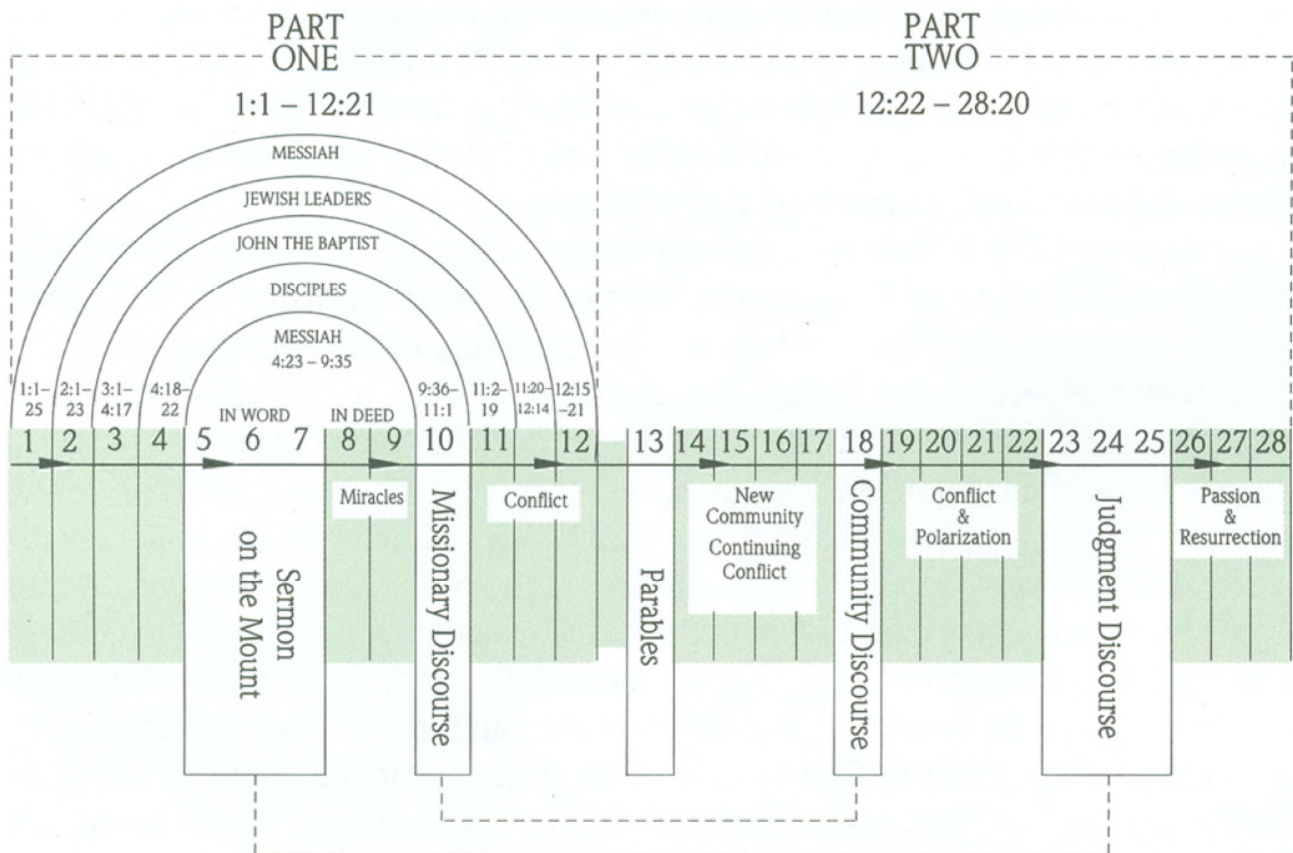 PART
ONE
1:1 – 12:21
PART
TWO
12:22 – 28:20
MESSIAH
JEWISH LEADERS
JOHN THE BAPTIST
DISCIPLES
MESSIAH
4:23 – 9:35
1:1–
25
2:1–
23
3:1–
4:17
4:18–
22
IN WORD
IN DEED
9:36–
11:1
11:2–
19
11:20–
12:14
12:15
–21
1 2 3 4 5 6 7 8 9 10 11 12 13 14 15 16 17 18 19 20 21 22 23 24 25 26 27 28
Sermon
on the Mount
Miracles
Missionary Discourse
Conflict
Parables
New
Community
Continuing
Conflict
Community Discourse
Conflict
&
Polarization
Judgment Discourse
Passion
&
Resurrection